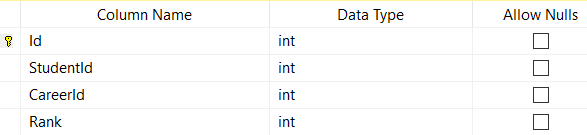 Column Name Data Type Allow Nulls
Id int
StudentId int
CareerId int
Rank int